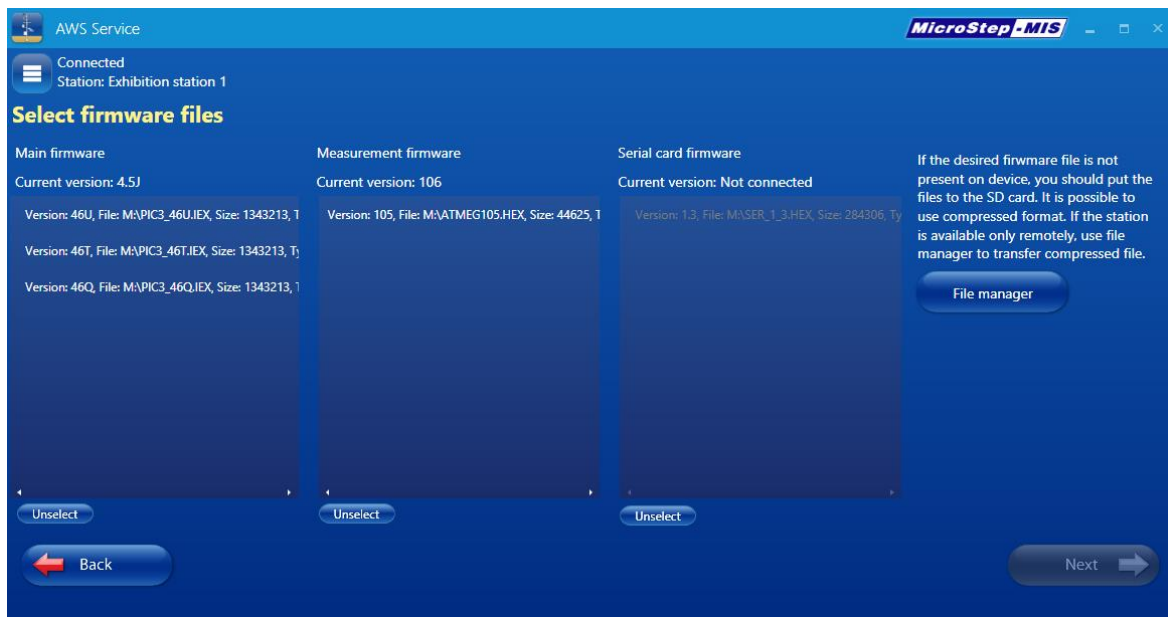 AWS Service
MicroStep-MIS
Connected
Station: Exhibition station 1
Select firmware files
Main firmware
Current version: 4.5J
Version: 46U, File: M:\PIC3_46U.IEX, Size: 1343213, T
Version: 46T, File: M:\PIC3_46T.IEX, Size: 1343213, Ty
Version: 46Q, File: M:\PIC3_46Q.IEX, Size: 1343213, T
Unselect
Measurement firmware
Current version: 106
Version: 105, File: M:\ATMEG105.HEX, Size: 44625, T
Unselect
Serial card firmware
Current version: Not connected
Version: 1.3, File: M:\SER_1_3.HEX, Size: 284306, Ty
Unselect
If the desired firwmare file is not
present on device, you should put the
files to the SD card. It is possible to
use compressed format. If the station
is available only remotely, use file
manager to transfer compressed file.
File manager
Back
Next